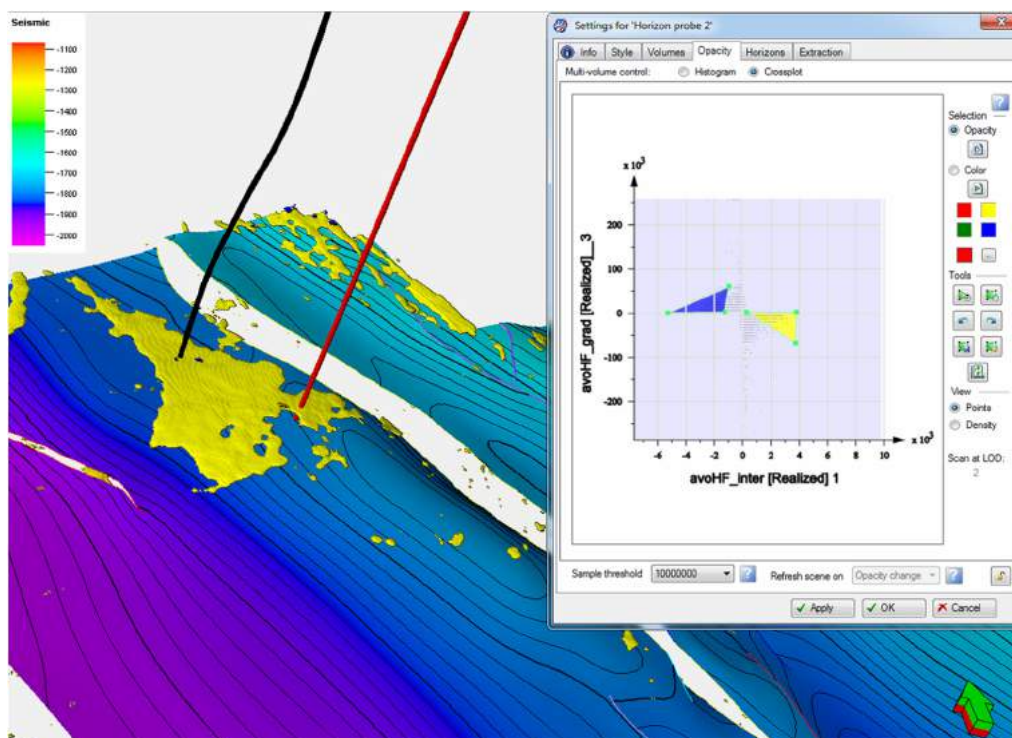 Seismic
-1100
-1200
-1300
-1400
-1500
-1600
-1700
-1800
-1900
-2000
Settings for 'Horizon probe 2'
Info Style Volumes Opacity Horizons Extraction
Multi-volume control: Histogram Crossplot
Selection
Opacity
Color
Tools
View
Points
Density
Scan at LOD:
2
x 10³
200
100
0
-100
-200
avoHF_grad [Realized]__3
-6 -4 -2 0 2 4 6 8 10
x 10³
avoHF_inter [Realized] 1
Sample threshold 10000000 Refresh scene on Opacity change
Apply OK Cancel